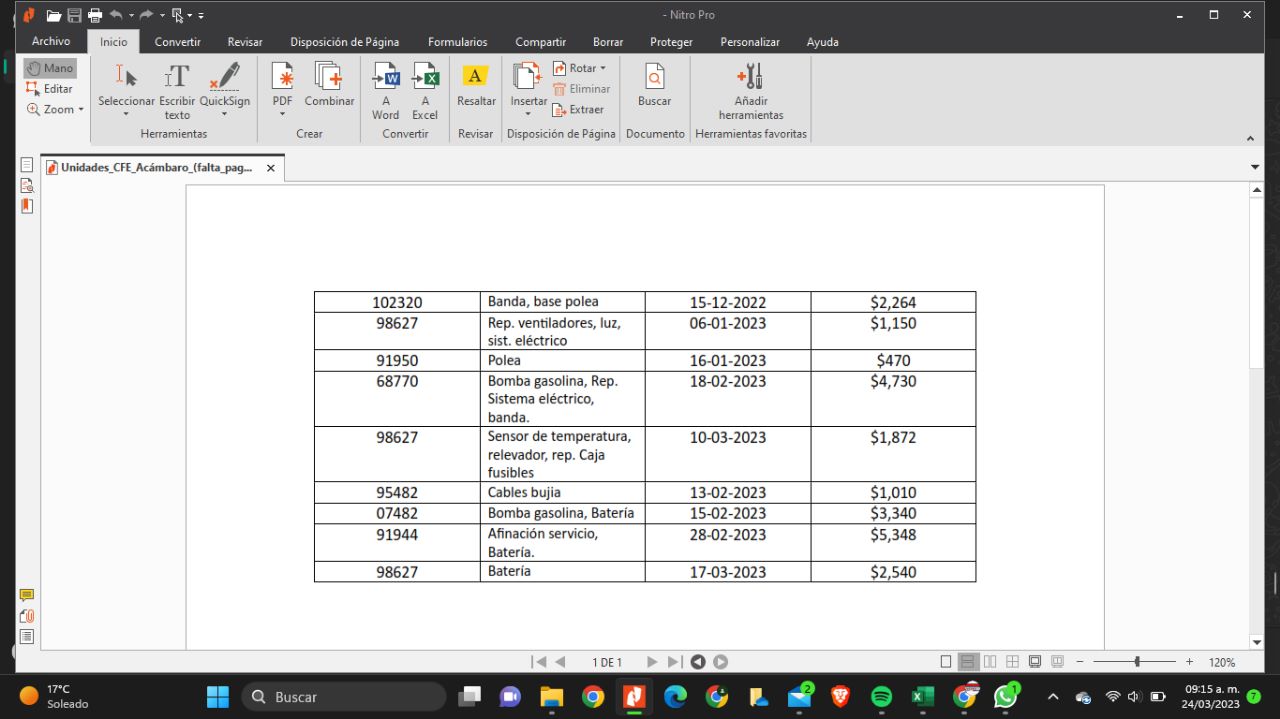 - Nitro Pro
Archivo Inicio Convertir Revisar Disposición de Página Formularios Compartir Borrar Proteger Personalizar Ayuda
Mano
Editar
Zoom
Seleccionar
Escribir texto
QuickSign
Herramientas
PDF
Combinar
Crear
A Word
A Excel
Convertir
Resaltar
Revisar
Insertar
Rotar
Eliminar
Extraer
Disposición de Página
Buscar
Documento
Añadir herramientas
Herramientas favoritas
Unidades_CFE_Acámbaro_(falta_pag...
102320 Banda, base polea 15-12-2022 $2,264
98627 Rep. ventiladores, luz, 06-01-2023 $1,150
sist. eléctrico
91950 Polea 16-01-2023 $470
68770 Bomba gasolina, Rep. 18-02-2023 $4,730
Sistema eléctrico,
banda.
98627 Sensor de temperatura, 10-03-2023 $1,872
relevador, rep. Caja
fusibles
95482 Cables bujia 13-02-2023 $1,010
07482 Bomba gasolina, Batería 15-02-2023 $3,340
91944 Afinación servicio, 28-02-2023 $5,348
Batería.
98627 Batería 17-03-2023 $2,540
1 DE 1
120%
17°C
Soleado
Buscar
2
1
09:15 a. m.
24/03/2023
7